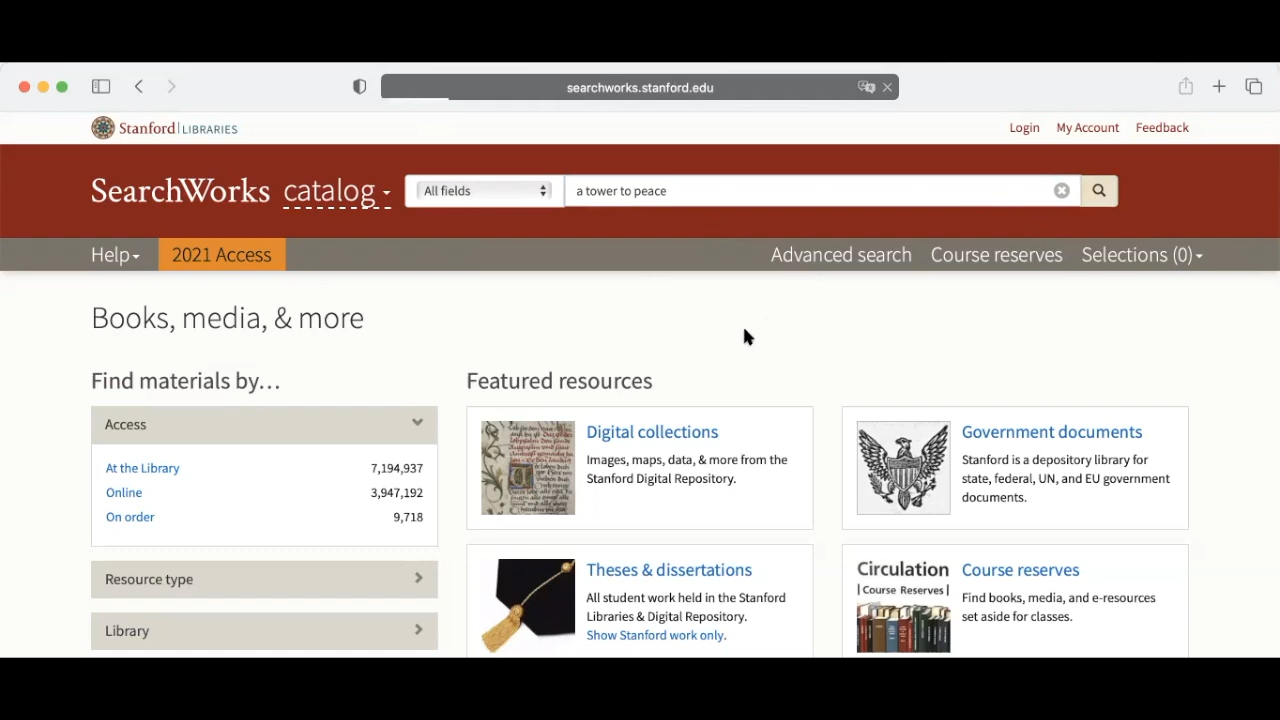 searchworks.stanford.edu
Stanford LIBRARIES
Login My Account Feedback
SearchWorks catalog
All fields
a tower to peace
Help
2021 Access
Advanced search Course reserves Selections (0)
Books, media, & more
Find materials by...
Access
At the Library 7,194,937
Online 3,947,192
On order 9,718
Resource type
Library
Featured resources
Digital collections
Images, maps, data, & more from the
Stanford Digital Repository.
Government documents
Stanford is a depository library for
state, federal, UN, and EU government
documents.
Theses & dissertations
All student work held in the Stanford
Libraries & Digital Repository.
Show Stanford work only.
Circulation
| Course Reserves |
Course reserves
Find books, media, and e-resources
set aside for classes.